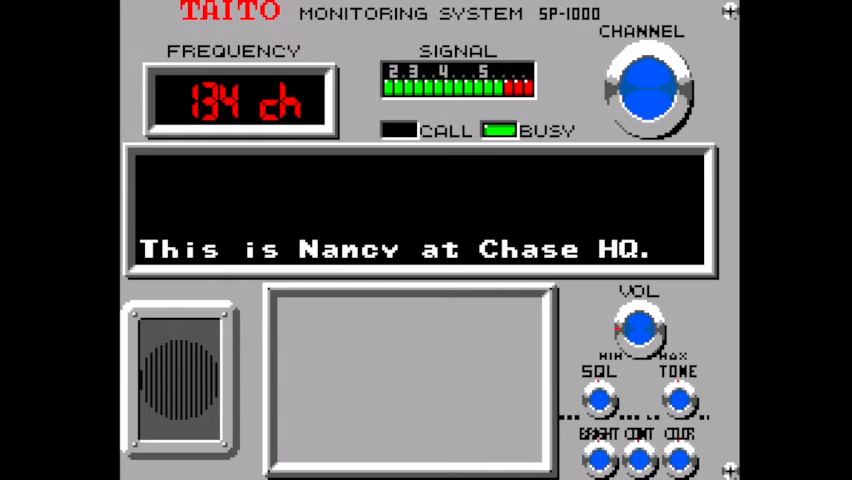 TAITO MONITORING SYSTEM SP-1000
CHANNEL
FREQUENCY
SIGNAL
2.3..4...5....
134 ch
CALL
BUSY
This is Nancy at Chase HQ.
VOL
MIN MAX
SQL TONE
BRIGHT CONT COLOR